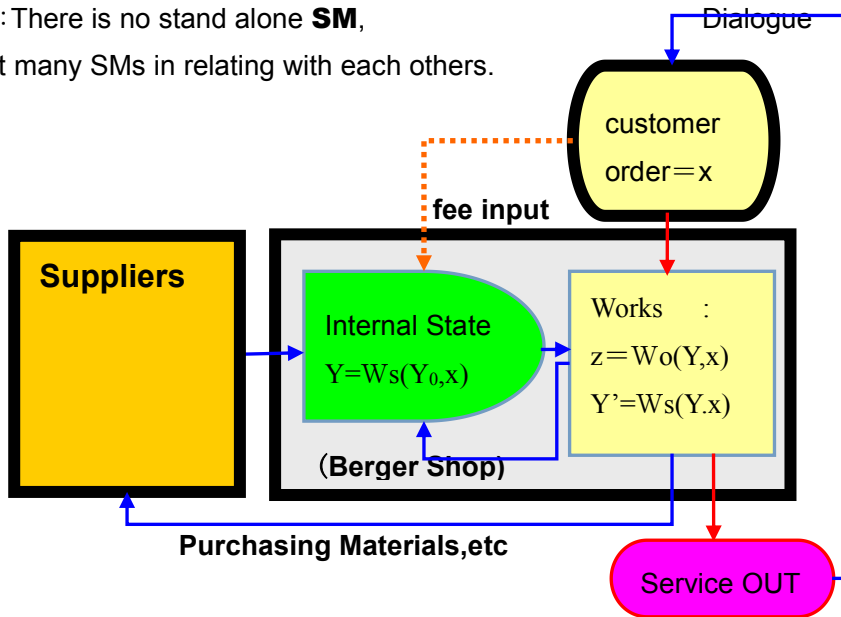 :There is no stand alone SM,
t many SMs in relating with each others.
Dialogue
customer
order＝x
fee input
Suppliers
Internal State
Y=Ws(Y₀,x)
Works :
z＝Wo(Y,x)
Y’=Ws(Y.x)
（Berger Shop)
Purchasing Materials,etc
Service OUT